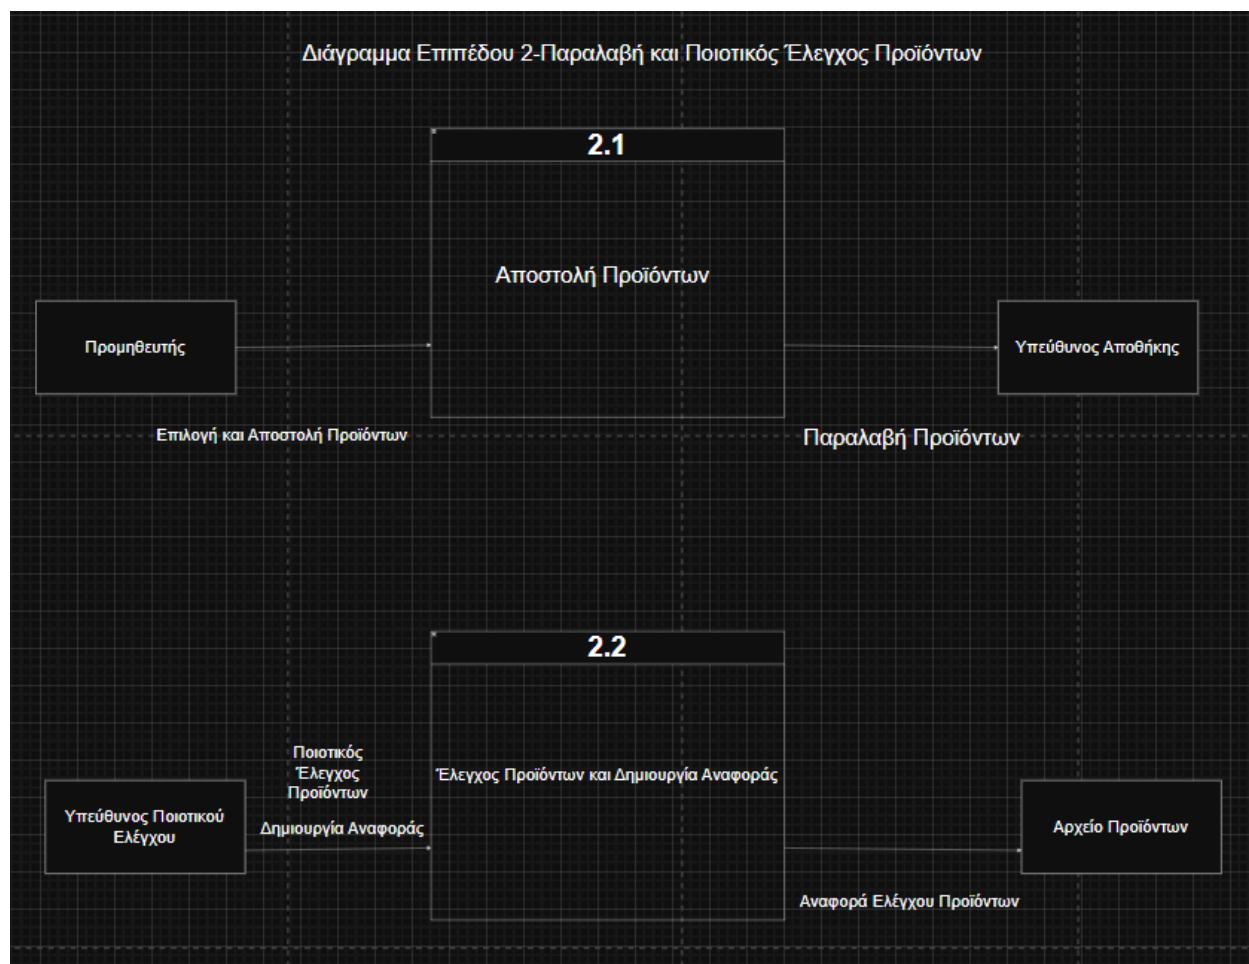 Διάγραμμα Επιπέδου 2-Παραλαβή και Ποιοτικός Έλεγχος Προϊόντων
2.1
Αποστολή Προϊόντων
Προμηθευτής
Υπεύθυνος Αποθήκης
Επιλογή και Αποστολή Προϊόντων
Παραλαβή Προϊόντων
2.2
Ποιοτικός
Έλεγχος
Προϊόντων
Έλεγχος Προϊόντων και Δημιουργία Αναφοράς
Υπεύθυνος Ποιοτικού
Ελέγχου
Δημιουργία Αναφοράς
Αρχείο Προϊόντων
Αναφορά Ελέγχου Προϊόντων